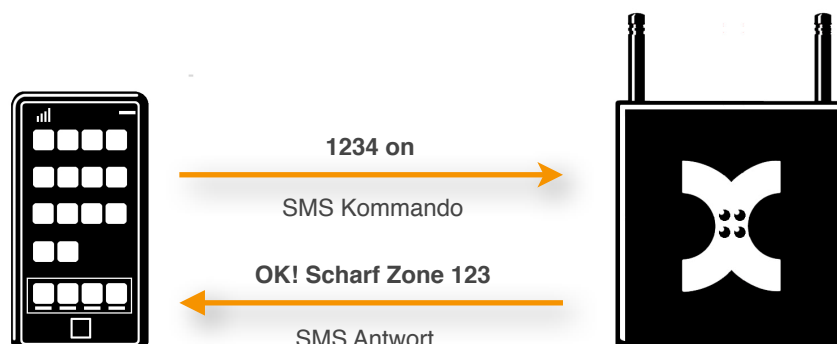 1234 on
SMS Kommando
OK! Scharf Zone 123
SMS Antwort